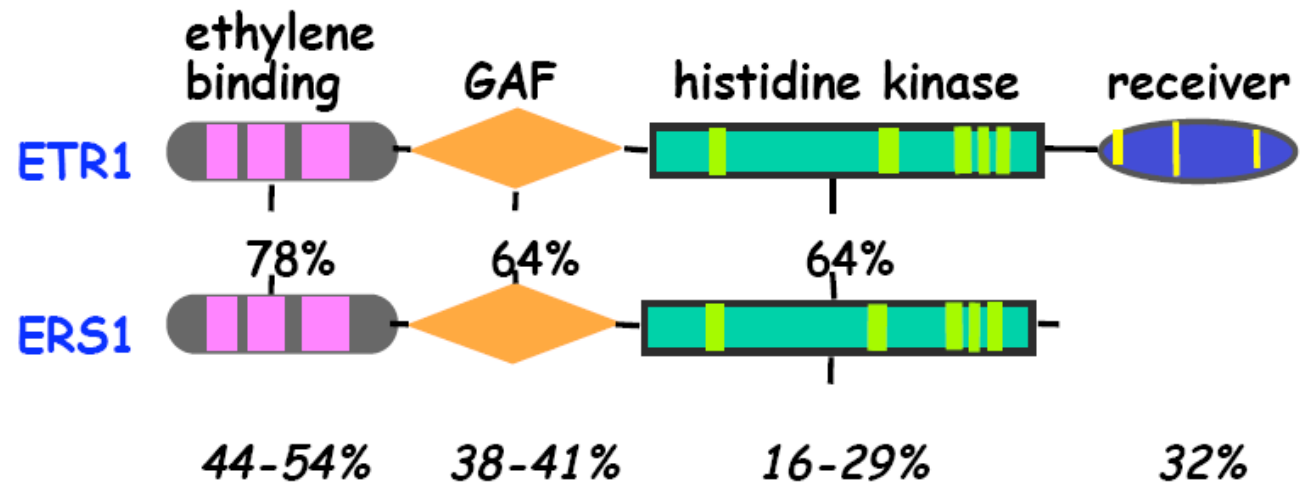 ethylene
binding GAF histidine kinase receiver
ETR1
78% 64% 64%
ERS1
44-54% 38-41% 16-29% 32%